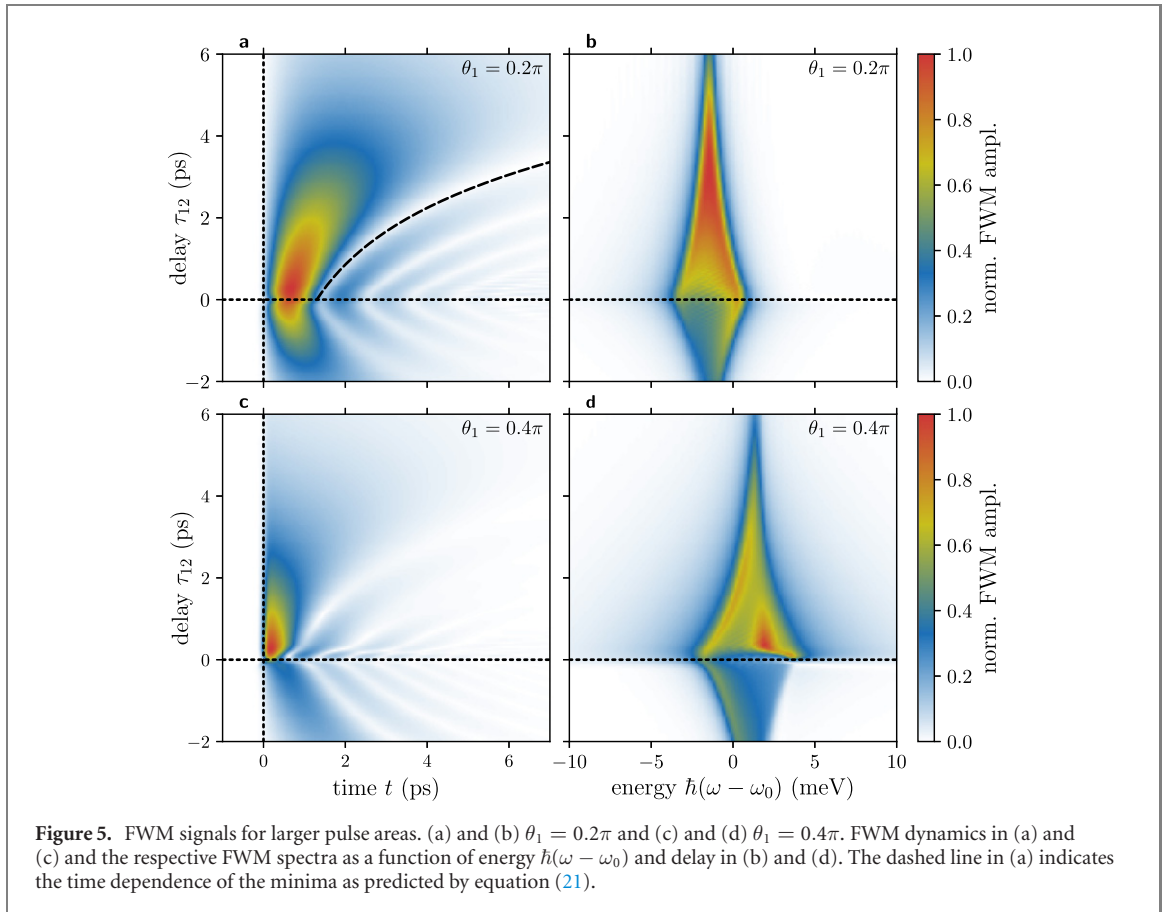 a
b
6
4
2
0
−2
delay τ12 (ps)
θ1 = 0.2π
θ1 = 0.2π
1.0
0.8
0.6
0.4
0.2
0.0
norm. FWM ampl.
c
d
6
4
2
0
−2
delay τ12 (ps)
θ1 = 0.4π
θ1 = 0.4π
1.0
0.8
0.6
0.4
0.2
0.0
norm. FWM ampl.
0 2 4 6
−10 −5 0 5 10
time t (ps)
energy ℏ(ω − ω0) (meV)
Figure 5. FWM signals for larger pulse areas. (a) and (b) θ1 = 0.2π and (c) and (d) θ1 = 0.4π. FWM dynamics in (a) and
(c) and the respective FWM spectra as a function of energy ℏ(ω − ω0) and delay in (b) and (d). The dashed line in (a) indicates
the time dependence of the minima as predicted by equation (21).